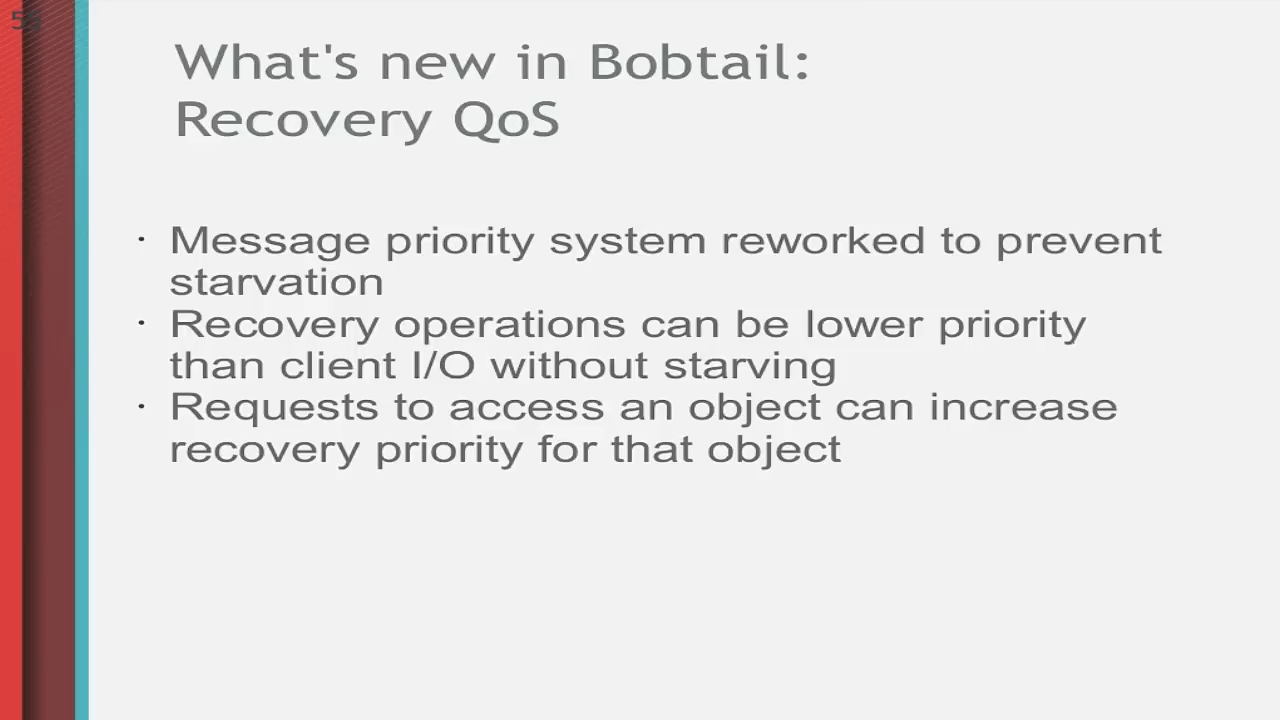 What's new in Bobtail:
Recovery QoS
· Message priority system reworked to prevent
starvation
· Recovery operations can be lower priority
than client I/O without starving
· Requests to access an object can increase
recovery priority for that object